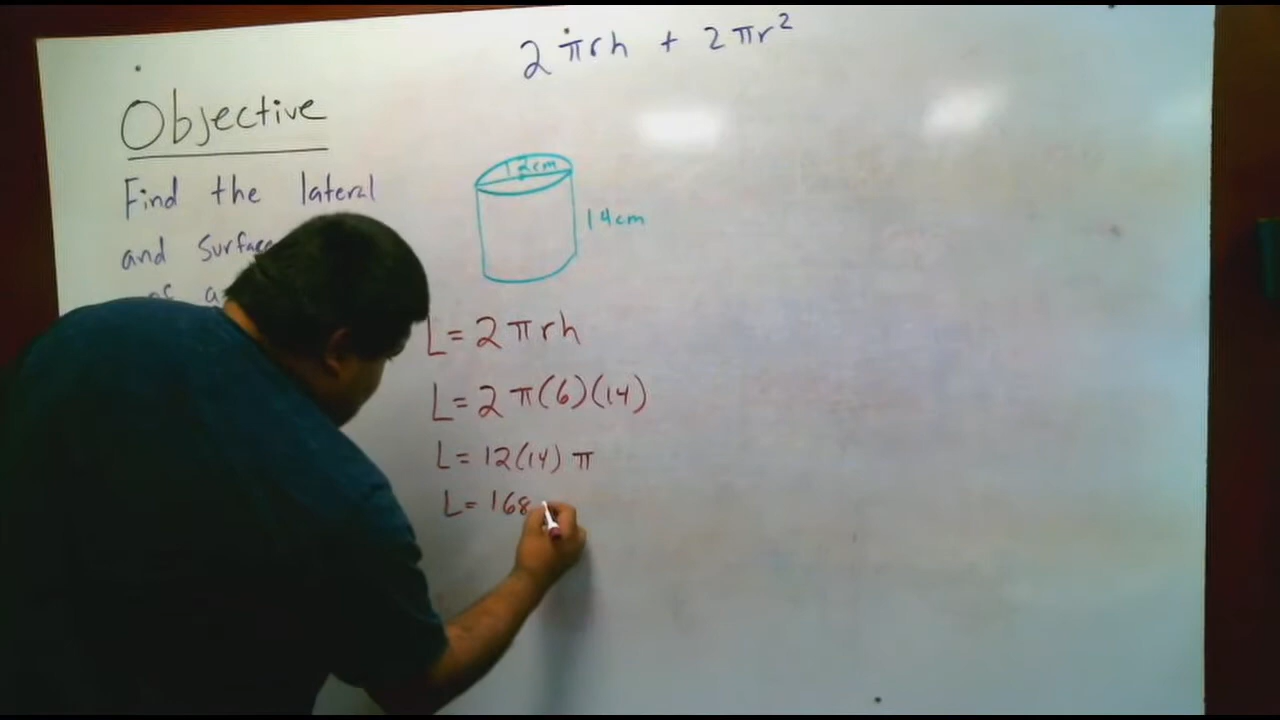 2πrh + 2πr²
Objective
Find the lateral
and surface
12cm
14cm
L=2πrh
L=2π(6)(14)
L=12(14)π
L=168